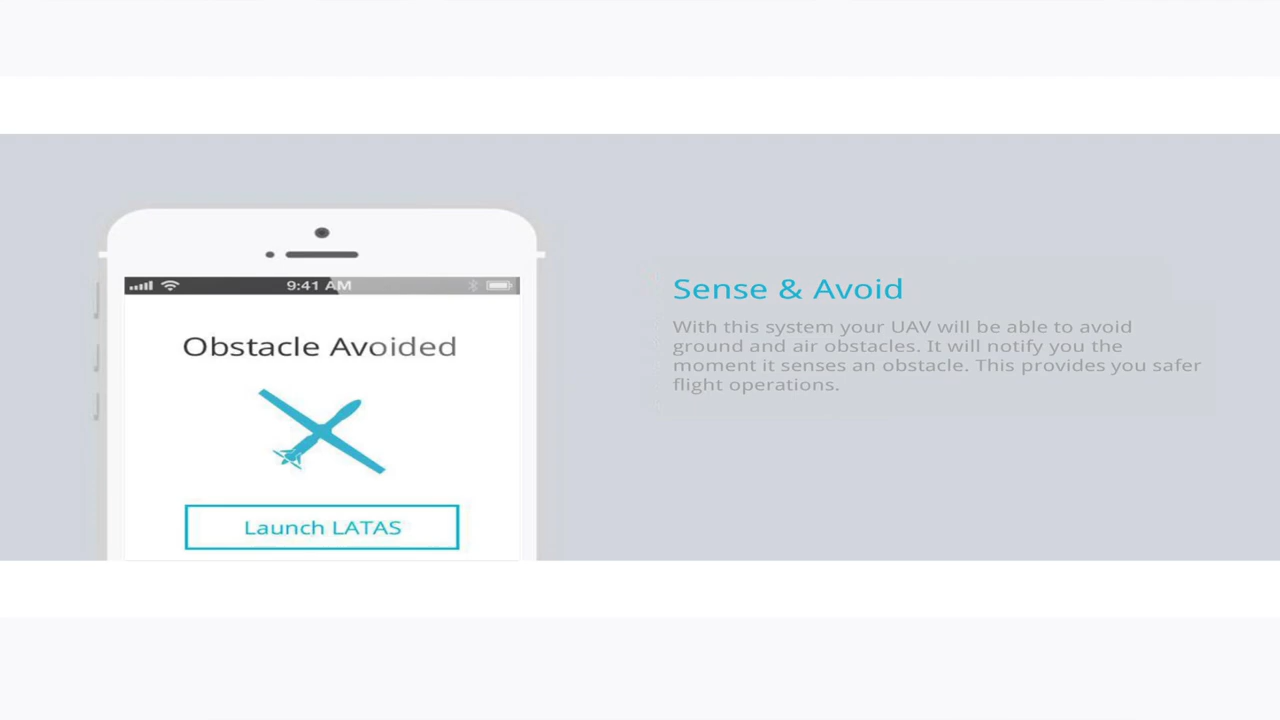 9:41 AM
Obstacle Avoided
Launch LATAS
Sense & Avoid
With this system your UAV will be able to avoid
ground and air obstacles. It will notify you the
moment it senses an obstacle. This provides you safer
flight operations.